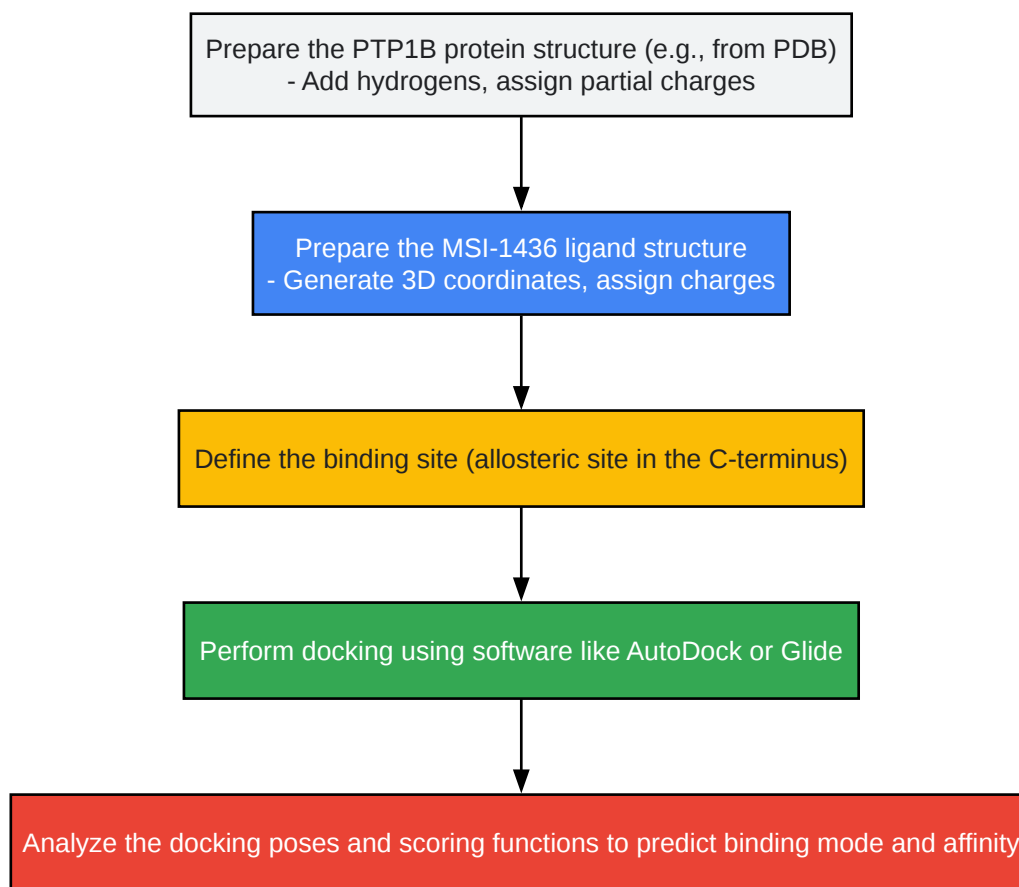 Prepare the PTP1B protein structure (e.g., from PDB)
- Add hydrogens, assign partial charges
Prepare the MSI-1436 ligand structure
- Generate 3D coordinates, assign charges
Define the binding site (allosteric site in the C-terminus)
Perform docking using software like AutoDock or Glide
Analyze the docking poses and scoring functions to predict binding mode and affinity